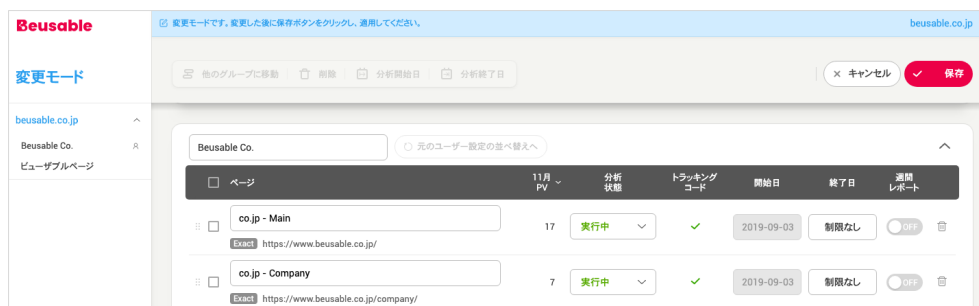 Beusable
変更モードです。変更した後に保存ボタンをクリックし、適用してください。
beusable.co.jp
変更モード
他のグループに移動
削除
分析開始日
分析終了日
キャンセル
保存
beusable.co.jp
Beusable Co.
ビューザブルページ
Beusable Co.
元のユーザー設定の並べ替えへ
ページ
11月
PV
分析
状態
トラッキング
コード
開始日
終了日
週間
レポート
co.jp - Main
Exact https://www.beusable.co.jp/
17
実行中
2019-09-03
制限なし
OFF
co.jp - Company
Exact https://www.beusable.co.jp/company/
7
実行中
2019-09-03
制限なし
OFF